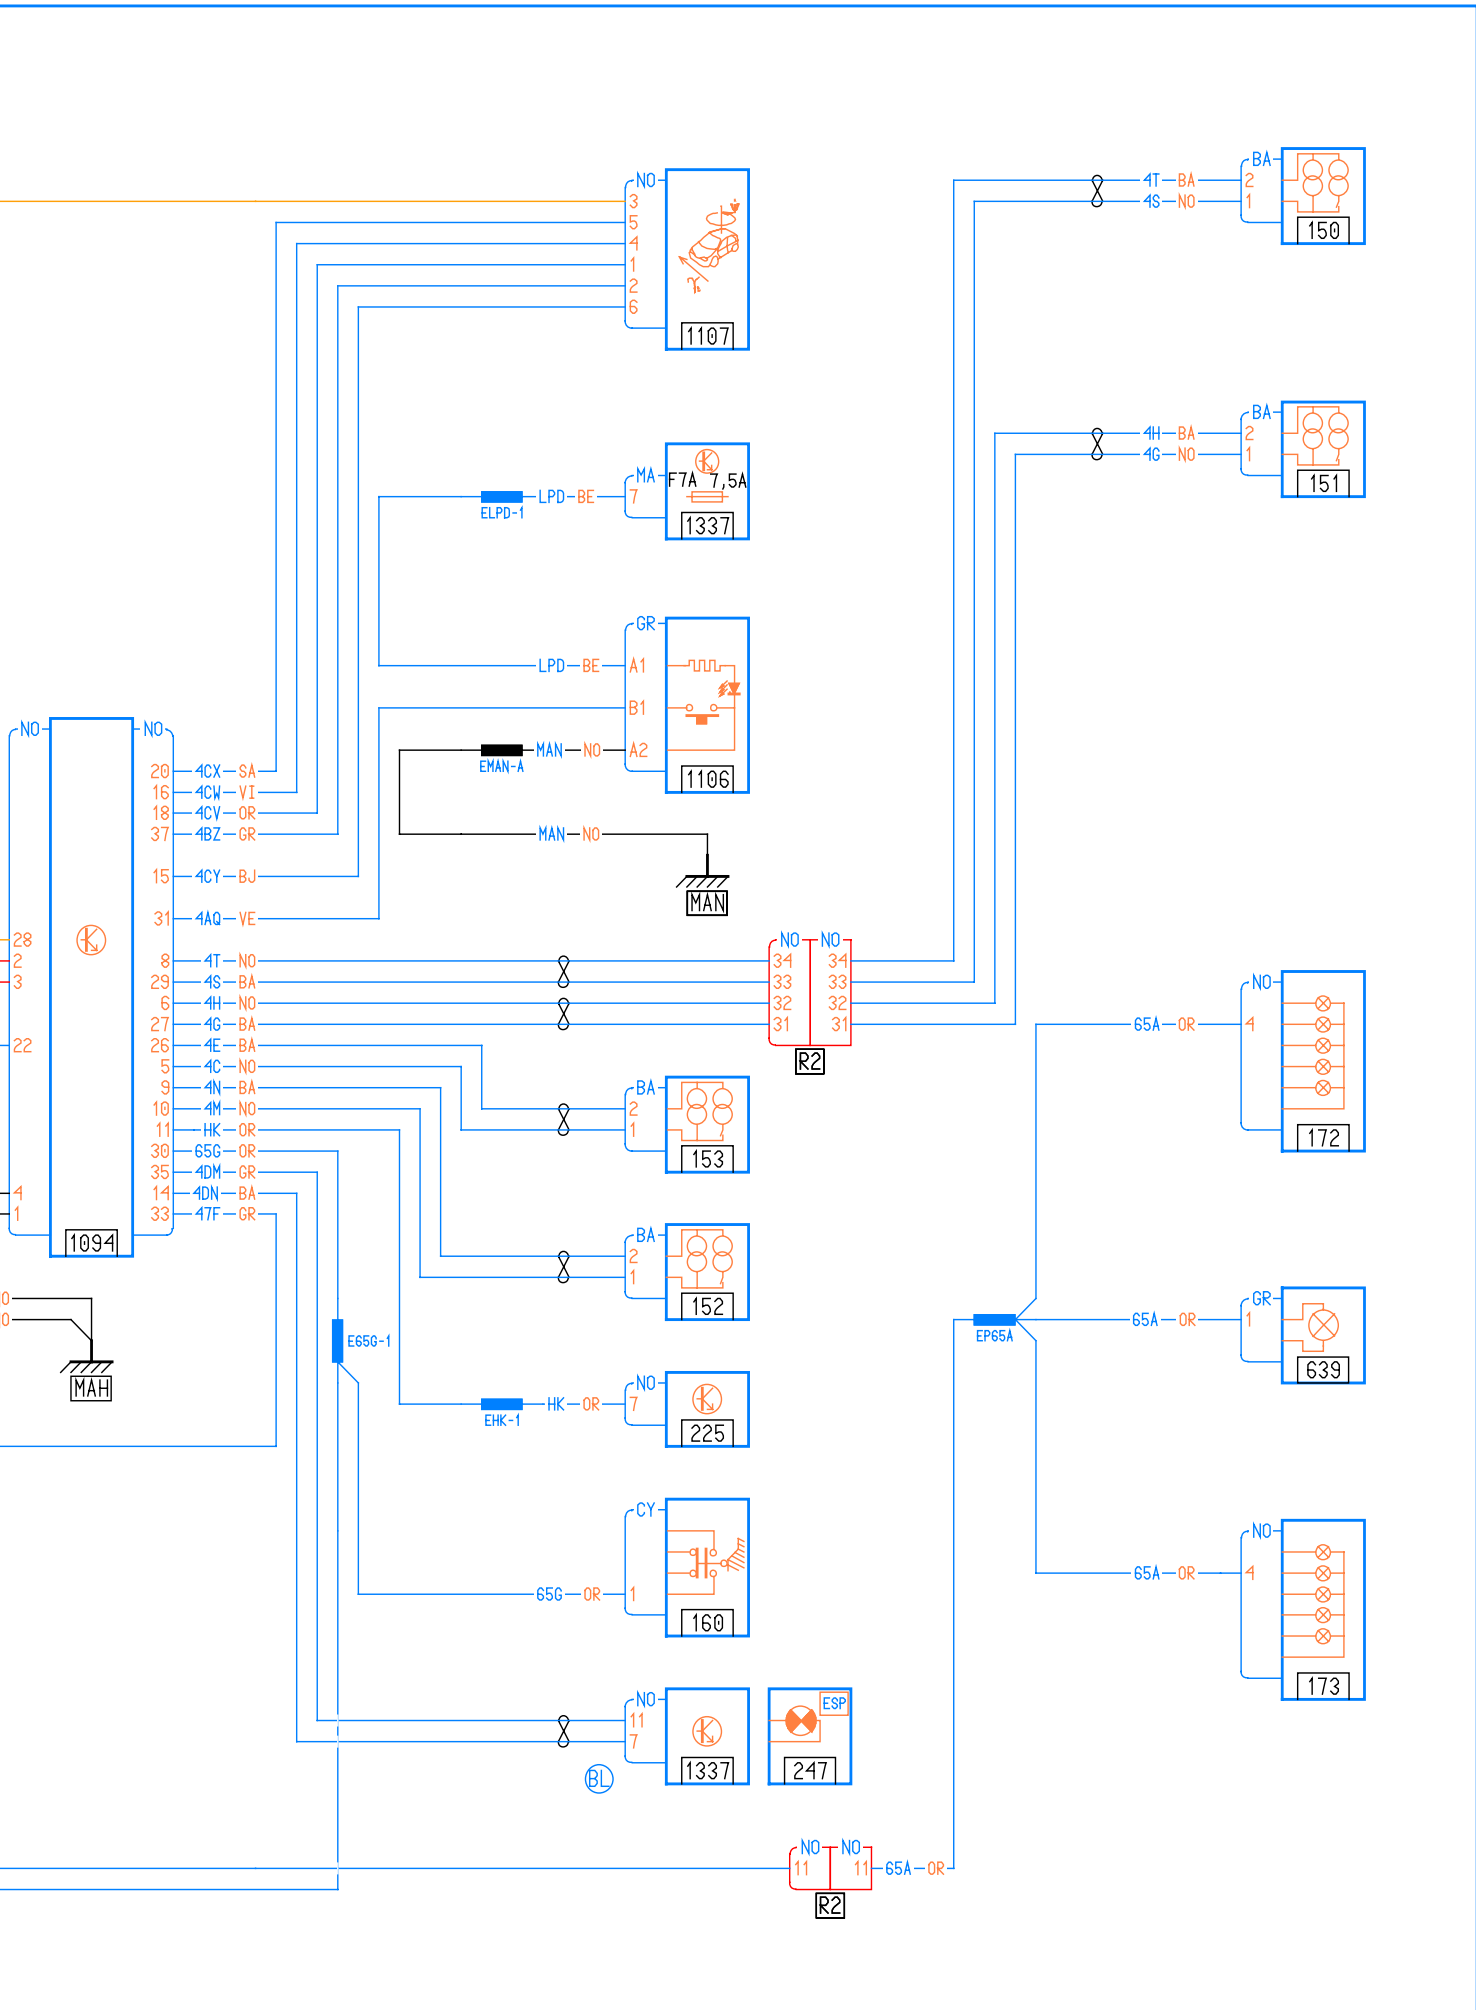 BA
2 4T BA
1 4S NO
150
NO
3
5
4
1
2
6
1107
BA
2 4H BA
1 4G NO
151
MA
F7A 7,5A
ELPD-1 LPD BE 7
1337
GR
LPD BE A1
B1
EMAN-A MAN NO A2
1106
MAN NO
MAN
NO NO
20 4CX SA
16 4CW VI
18 4CV OR
37 4BZ GR
15 4CY BJ
31 4AQ VE
28
2
3
22
4
1
1094
8 4T NO
29 4S BA
6 4H NO
27 4G BA
26 4E BA
5 4C NO
9 4N BA
10 4M NO
11 HK OR
30 65G OR
35 4DM GR
14 4DN BA
33 47F GR
NO NO
34 34
33 33
32 32
31 31
R2
BA
2
1
153
BA
2
1
152
NO
65A OR 4
172
O
O
MAH
E65G-1
EHK-1 HK OR
NO
7
225
EP65A
65A OR
GR
1
639
CY
65G OR 1
160
NO
65A OR 4
173
NO
11
7
1337
BL
ESP
247
NO NO
11 11 65A OR
R2